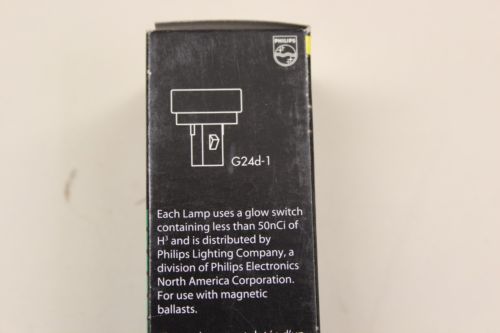 PHILIPS
G24d-1
Each Lamp uses a glow switch
containing less than 50nCi of
H³ and is distributed by
Philips Lighting Company, a
division of Philips Electronics
North America Corporation.
For use with magnetic
ballasts.